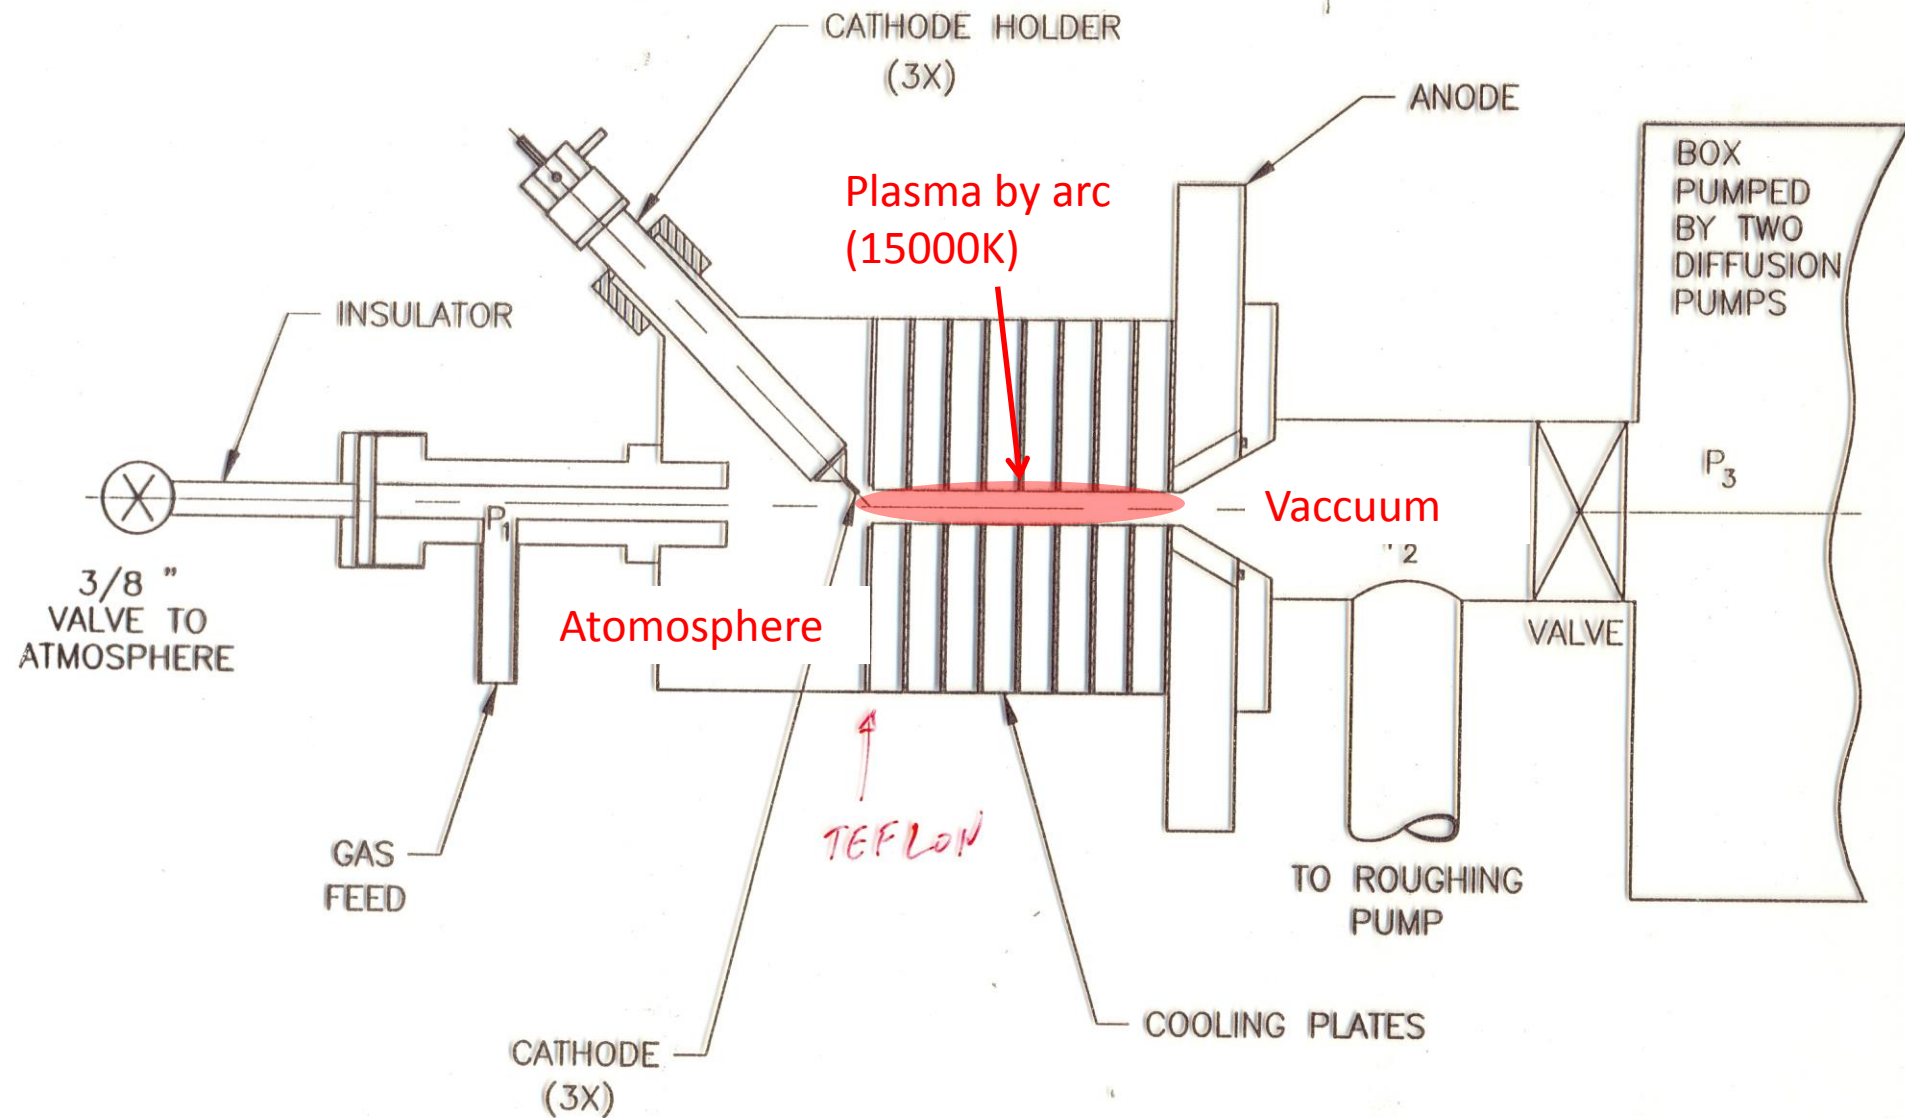 CATHODE HOLDER
(3X)
ANODE
BOX
PUMPED
BY TWO
DIFFUSION
PUMPS
Plasma by arc
(15000K)
INSULATOR
P3
P1
Vaccuum
2
3/8 "
VALVE TO
ATMOSPHERE
Atomosphere
VALVE
TEFLON
GAS
FEED
TO ROUGHING
PUMP
COOLING PLATES
CATHODE
(3X)